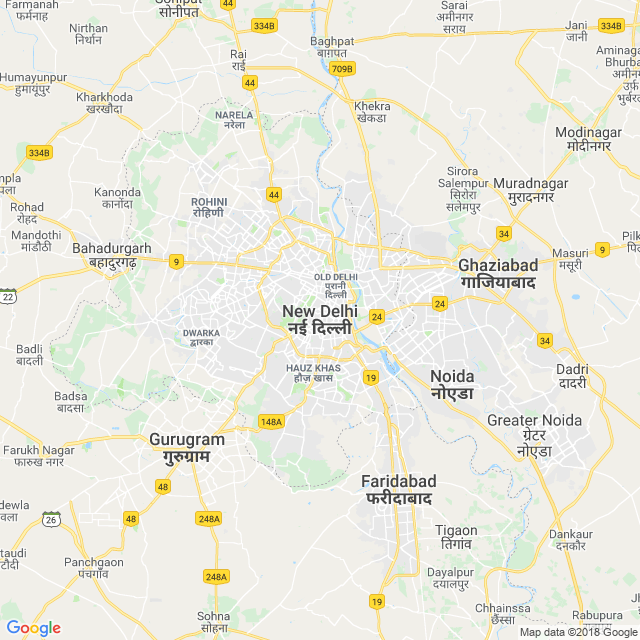 Sonipat
सोनीपत
44
334B
Farmanah
फर्मनाह
Nirthan
निर्थान
Rai
राई
44
Baghpat
बाग़पत
709B
Sarai
अमीनगर
सराय
Jani
जानी
334B
Aminaga
Humayunpur
हुमायूंपुर
Kharkhoda
खरखौदा
Khekra
खेकडा
NARELA
नरेला
Modinagar
मोदीनगर
334B
Kanonda
कानोंदा
ROHINI
रोहिणी
44
Sirora
Salempur
सिरोरा
सलेमपुर
Muradnagar
मुरादनगर
Rohad
रोहद
Mandothi
मांडोठी
Bahadurgarh
बहादुरगढ़
9
34
Pilk
Masuri
मसूरी
9
Ghaziabad
गाजियाबाद
OLD DELHI
पुरानी
दिल्ली
22
24
New Delhi
नई दिल्ली
24
DWARKA
द्वारका
34
Badli
बादली
HAUZ KHAS
हौज़ खास
19
Noida
नोएडा
Dadri
दादरी
Badsa
बादसा
148A
Greater Noida
ग्रेटर
नोएडा
Farukh Nagar
फारुख नगर
Gurugram
गुरुग्राम
48
Faridabad
फरीदाबाद
48
248A
26
Tigaon
तिगांव
Dankaur
दनकौर
Panchgaon
पंचगाँव
248A
Dayalpur
दयालपुर
Sohna
सोहना
19
Chhainssa
छैंस्सा
Rabupura
Google
Map data ©2018 Google